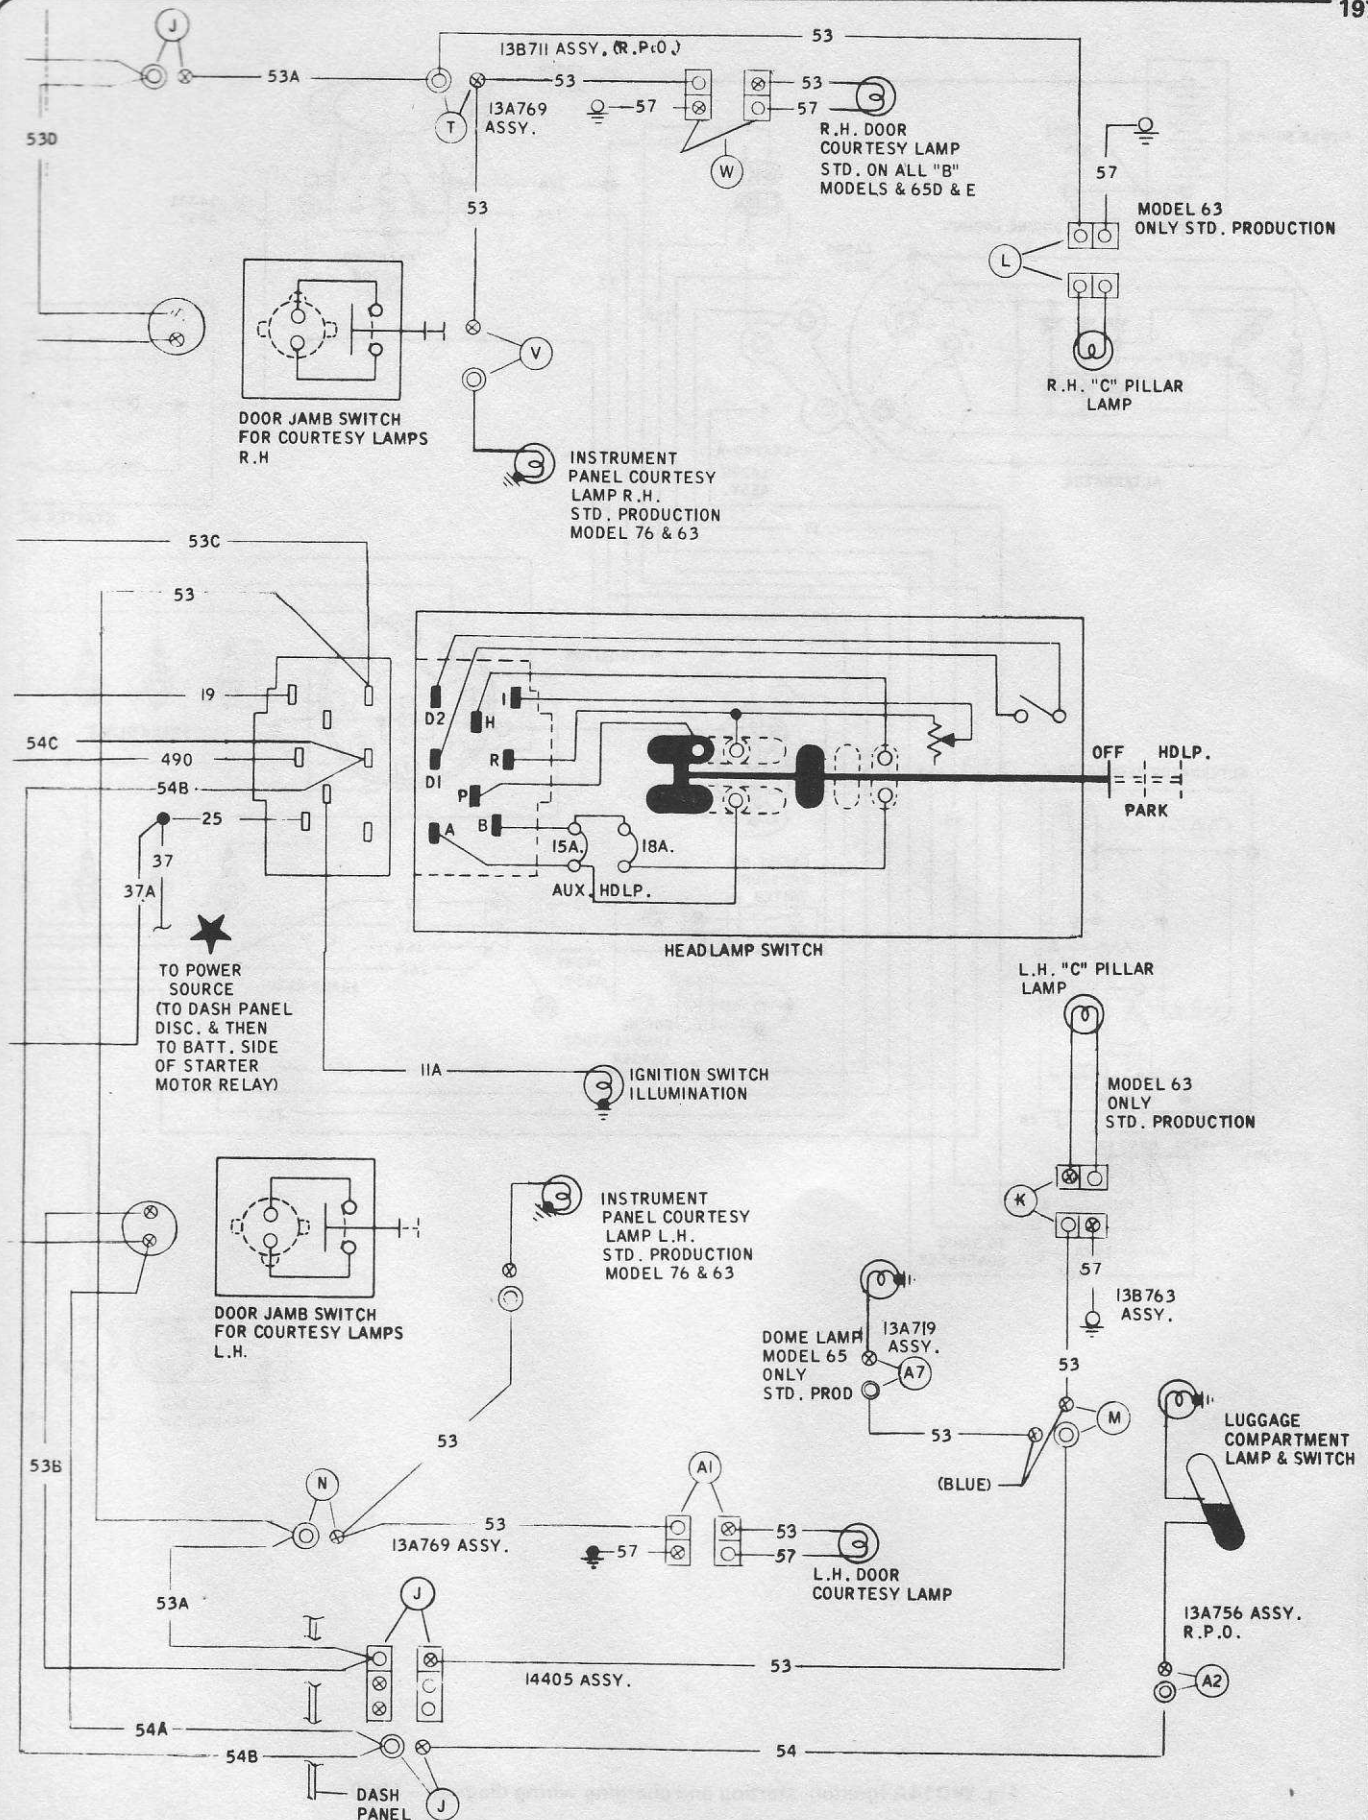 197
J
53
13B711 ASSY. (R.P.O.)
53A
53
53
13A769
ASSY.
57
57
T
W
R.H. DOOR
COURTESY LAMP
STD. ON ALL "B"
MODELS & 65D & E
53D
57
53
MODEL 63
ONLY STD. PRODUCTION
L
V
R.H. "C" PILLAR
LAMP
DOOR JAMB SWITCH
FOR COURTESY LAMPS
R.H
INSTRUMENT
PANEL COURTESY
LAMP R.H.
STD. PRODUCTION
MODEL 76 & 63
53C
53
19
54C
490
54B
25
37
37A
D2
H
I
R
D1
P
A
B
15A.
18A.
AUX. HDLP.
OFF
HDLP.
PARK
HEADLAMP SWITCH
TO POWER
SOURCE
(TO DASH PANEL
DISC. & THEN
TO BATT. SIDE
OF STARTER
MOTOR RELAY)
L.H. "C" PILLAR
LAMP
11A
IGNITION SWITCH
ILLUMINATION
MODEL 63
ONLY
STD. PRODUCTION
K
INSTRUMENT
PANEL COURTESY
LAMP L.H.
STD. PRODUCTION
MODEL 76 & 63
57
13B763
ASSY.
DOOR JAMB SWITCH
FOR COURTESY LAMPS
L.H.
DOME LAMP
MODEL 65
ONLY
STD. PROD
13A719
ASSY.
A7
53
M
53
(BLUE)
LUGGAGE
COMPARTMENT
LAMP & SWITCH
53
53B
N
A1
53
53
13A769 ASSY.
57
57
L.H. DOOR
COURTESY LAMP
53A
J
13A756 ASSY.
R.P.O.
14405 ASSY.
53
A2
54A
54B
54
DASH
PANEL
J